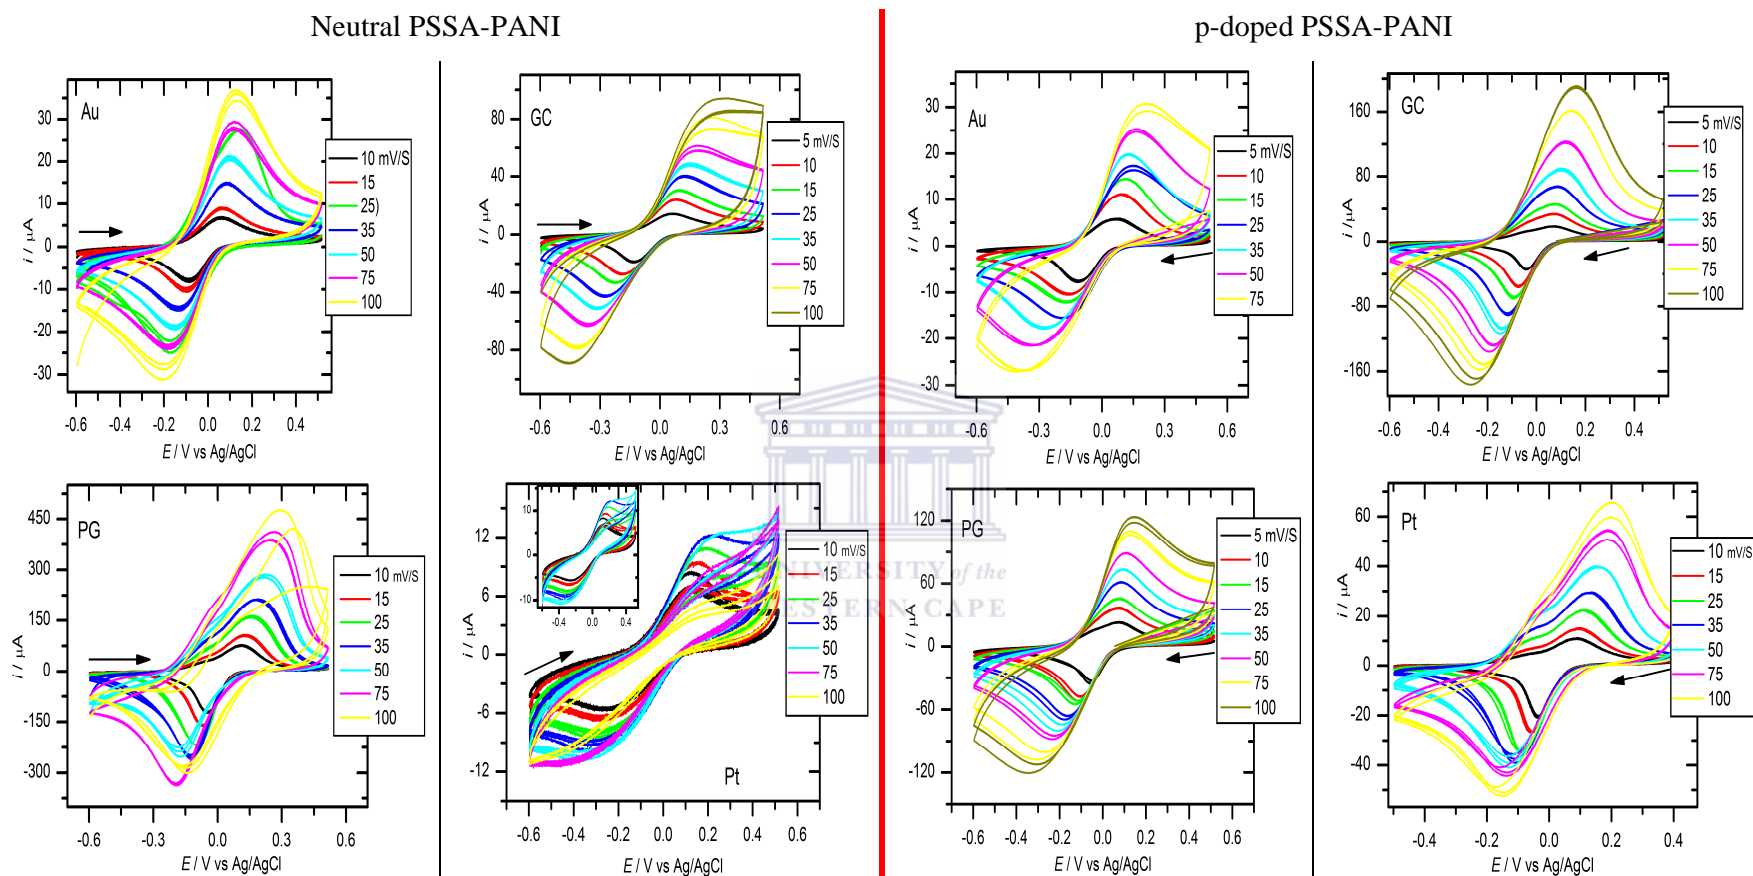 Neutral PSSA-PANI
p-doped PSSA-PANI
Au
i / µA
30
20
10
0
-10
-20
-30
-0.6 -0.4 -0.2 0.0 0.2 0.4
E / V vs Ag/AgCl
10 mV/S
15
25)
35
50
75
100
GC
i / µA
80
40
0
-40
-80
-0.6 -0.3 0.0 0.3 0.6
E / V vs Ag/AgCl
5 mV/S
10
15
25
35
50
75
100
Au
i / µA
30
20
10
0
-10
-20
-30
-0.6 -0.3 0.0 0.3 0.6
E / V vs Ag/AgCl
5 mV/S
10
15
25
35
50
75
GC
i / µA
160
80
0
-80
-160
-0.6 -0.4 -0.2 0.0 0.2 0.4
E / V vs Ag/AgCl
5 mV/S
10
15
25
35
50
75
100
PG
i / µA
450
300
150
0
-150
-300
-0.6 -0.3 0.0 0.3 0.6
E / V vs Ag/AgCl
10 mV/S
15
25
35
50
75
100
Pt
i / µA
12
6
0
-6
-12
-0.6 -0.4 -0.2 0.0 0.2 0.4 0.6
E / V vs Ag/AgCl
10
0
-10
-0.4 0.0 0.4
10 mV/S
15
25
35
50
75
100
PG
i / µA
120
60
0
-60
-120
-0.6 -0.3 0.0 0.3 0.6
E / V vs Ag/AgCl
5 mV/S
10
15
25
35
50
75
100
Pt
i / µA
60
40
20
0
-20
-40
-0.4 -0.2 0.0 0.2 0.4
E / V vs Ag/AgCl
10 mV/S
15
25
35
50
75
100
UNIVERSITY of the
WESTERN CAPE